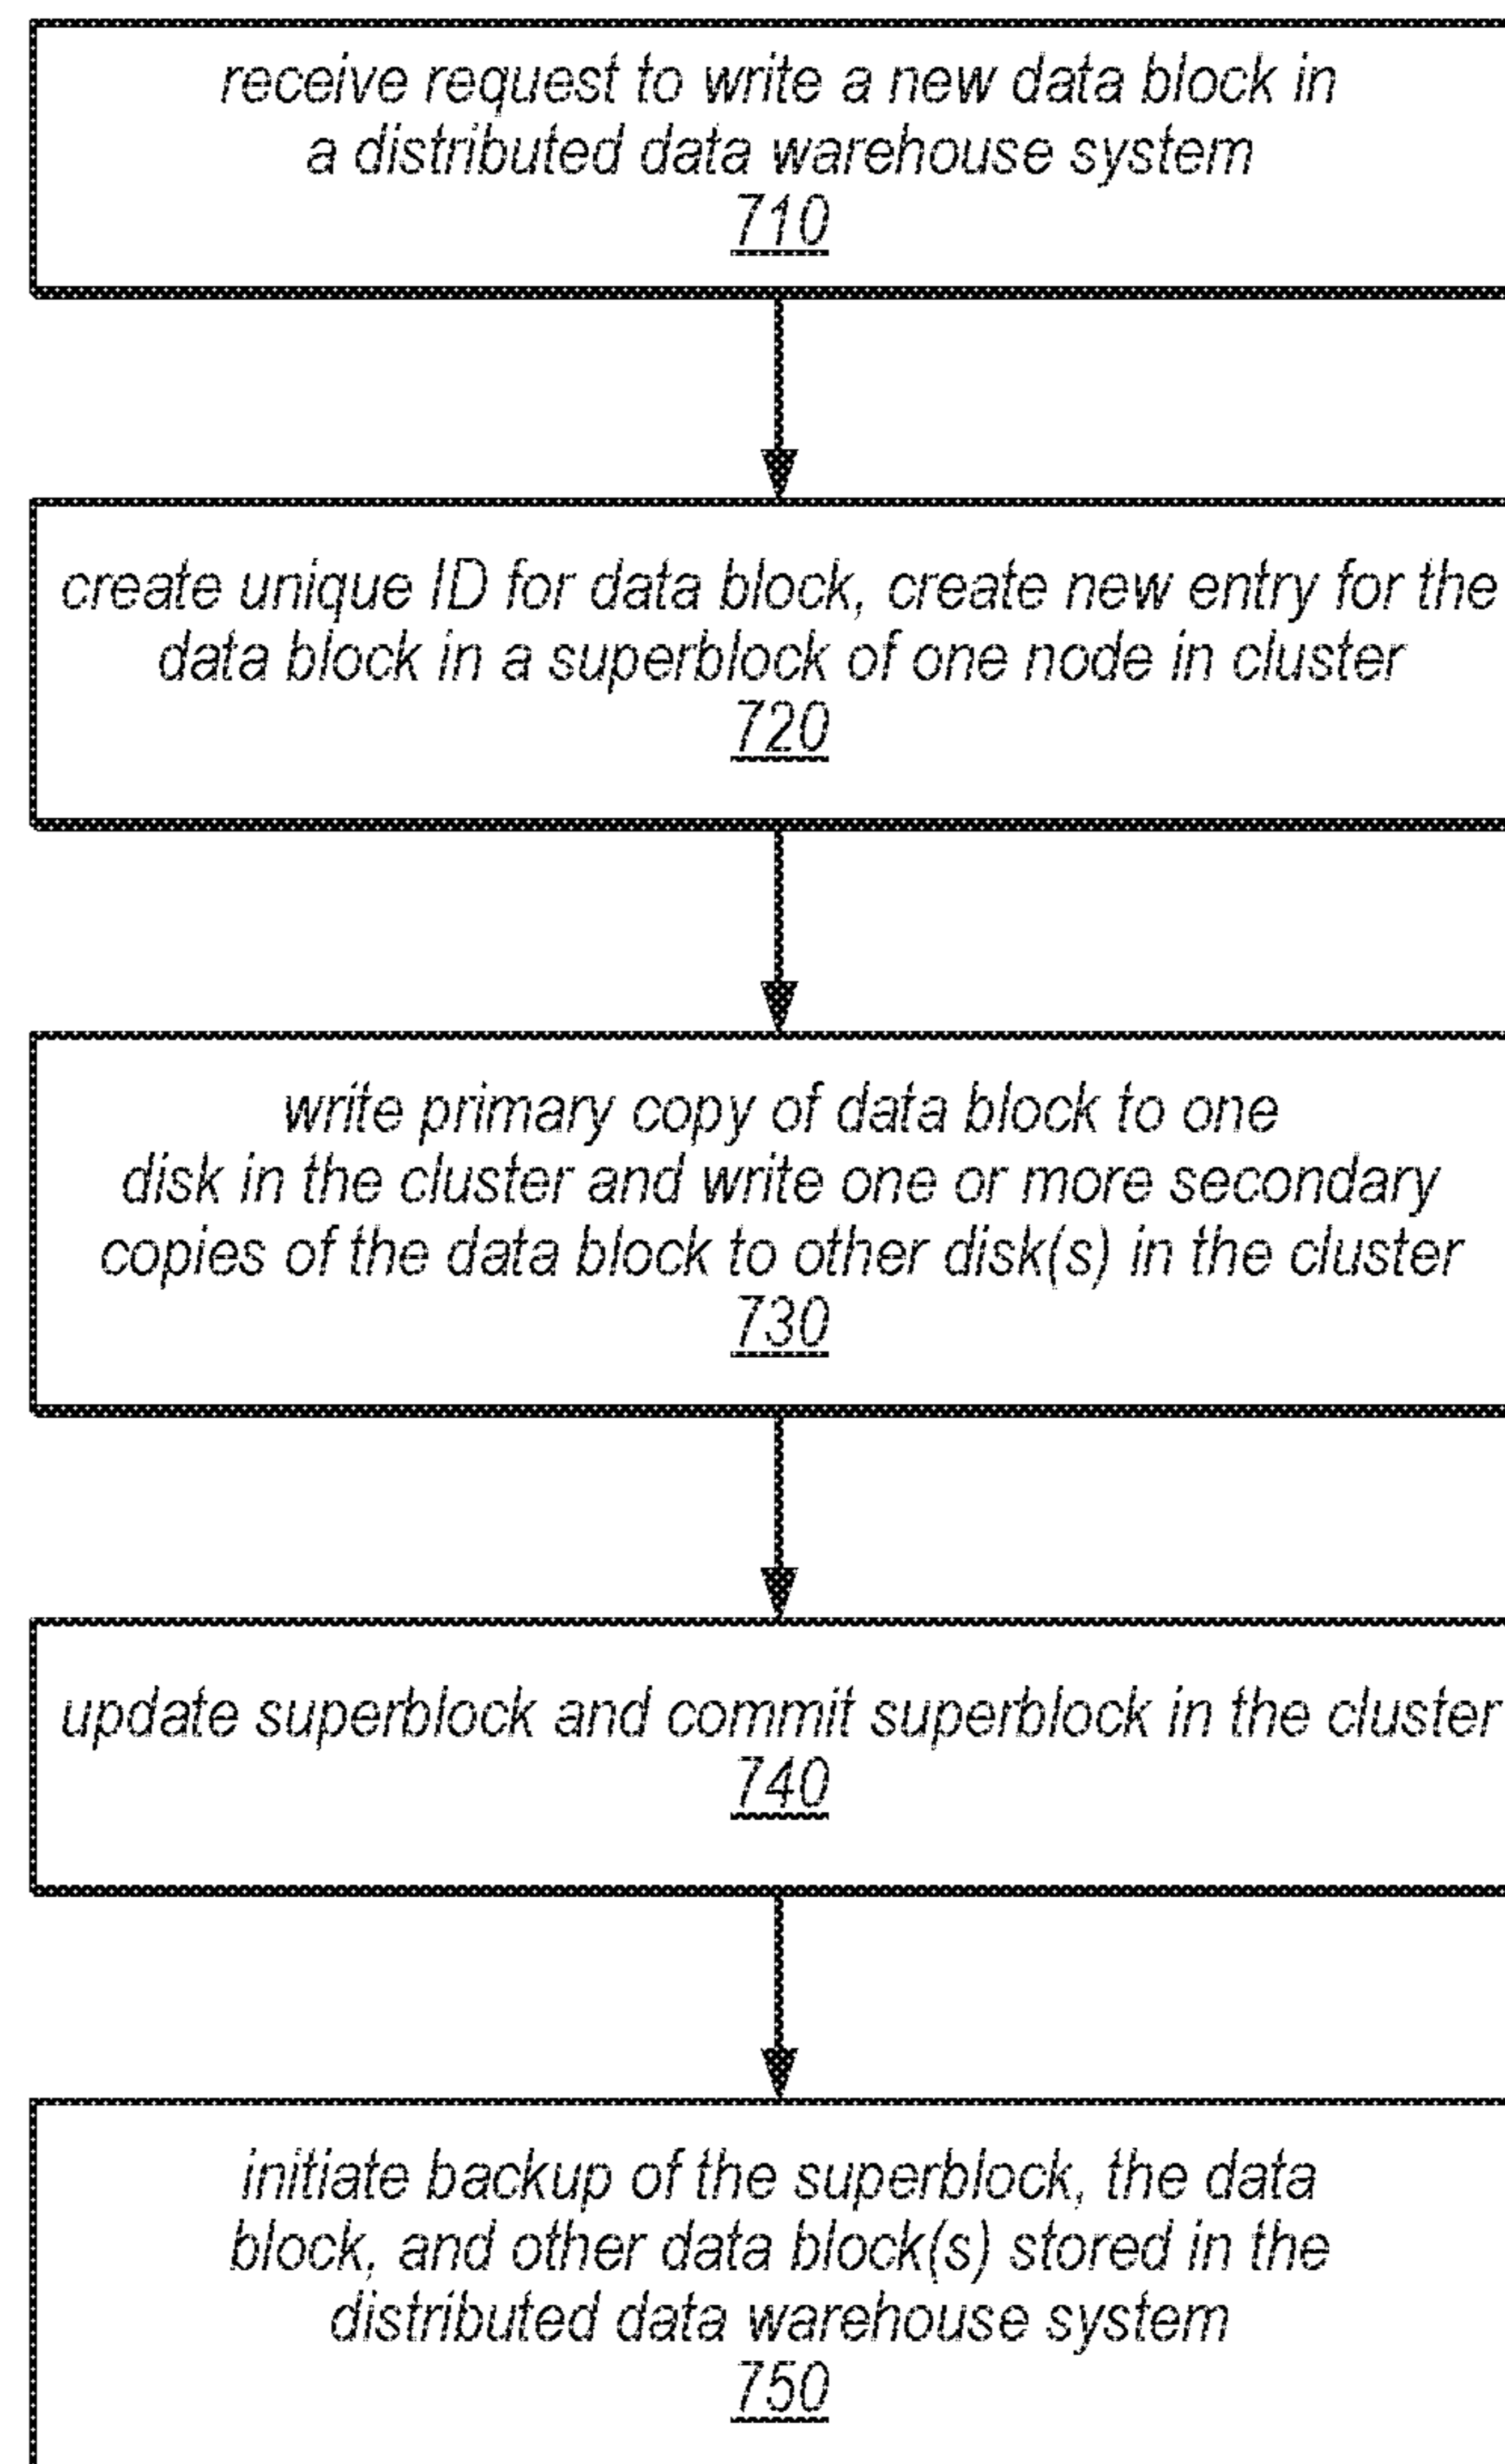 receive request to write a new data block in
a distributed data warehouse system
710
create unique ID for data block, create new entry for the
data block in a superblock of one node in cluster
720
write primary copy of data block to one
disk in the cluster and write one or more secondary
copies of the data block to other disk(s) in the cluster
730
update superblock and commit superblock in the cluster
740
initiate backup of the superblock, the data
block, and other data block(s) stored in the
distributed data warehouse system
750